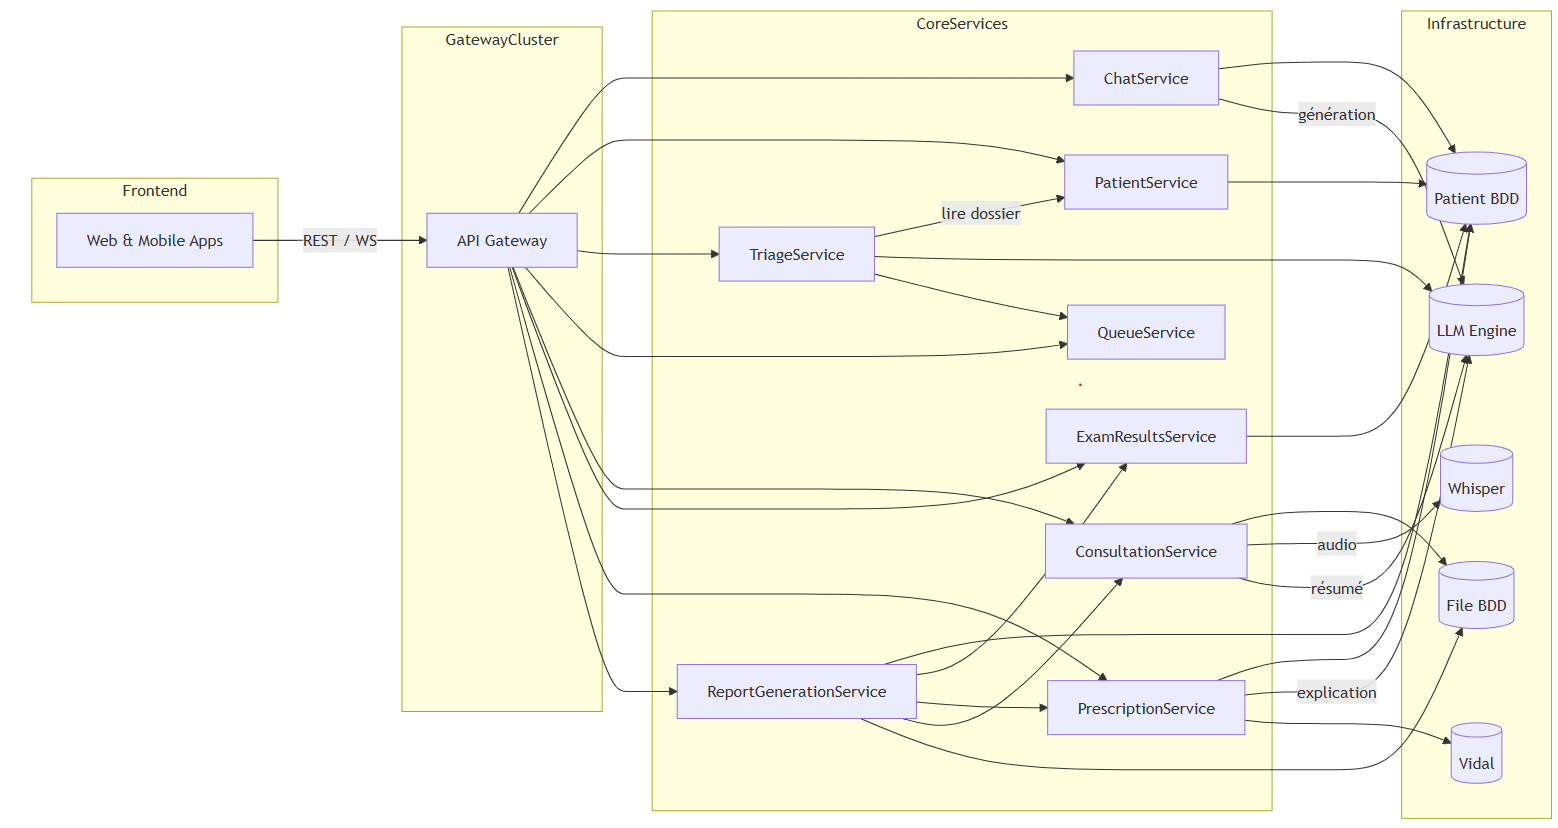 Frontend
Web & Mobile Apps
REST / WS
GatewayCluster
API Gateway
CoreServices
ChatService
PatientService
lire dossier
TriageService
QueueService
ExamResultsService
ConsultationService
ReportGenerationService
PrescriptionService
génération
audio
résumé
explication
Infrastructure
Patient BDD
LLM Engine
Whisper
File BDD
Vidal